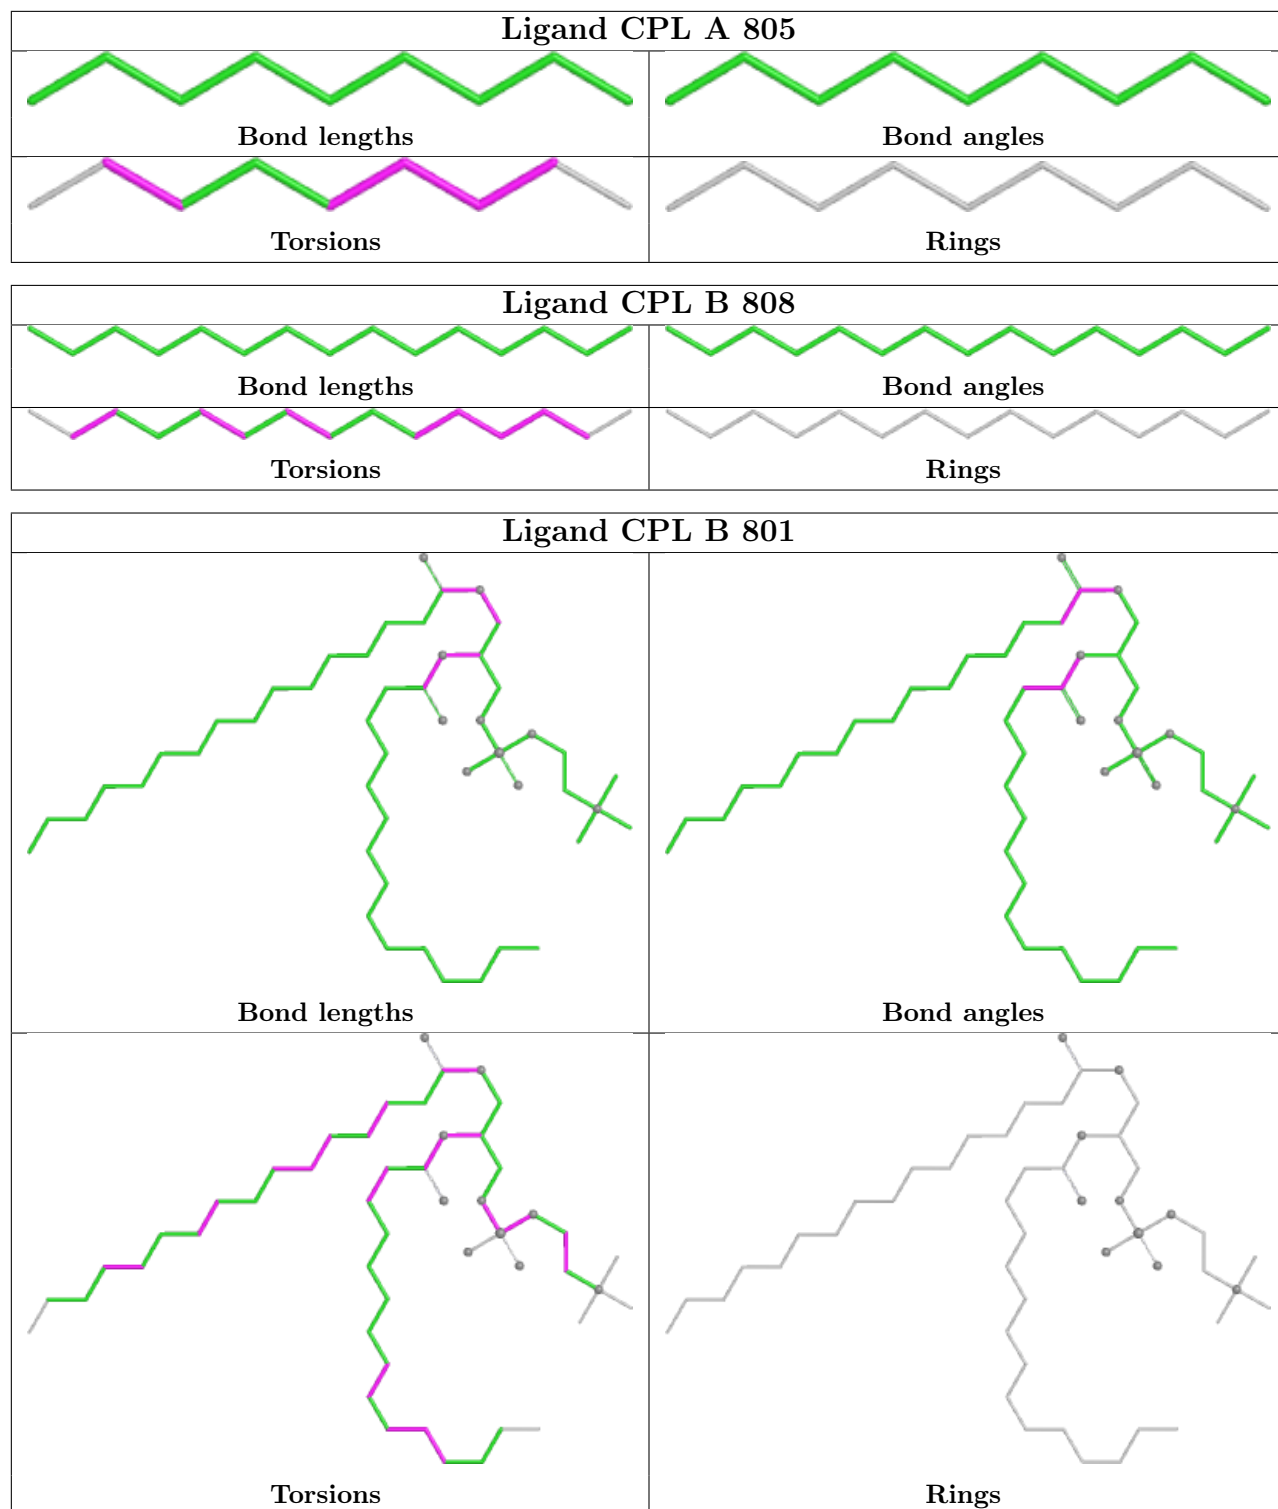 Ligand CPL A 805
Bond lengths
Bond angles
Torsions
Rings
Ligand CPL B 808
Bond lengths
Bond angles
Torsions
Rings
Ligand CPL B 801
Bond lengths
Bond angles
Torsions
Rings